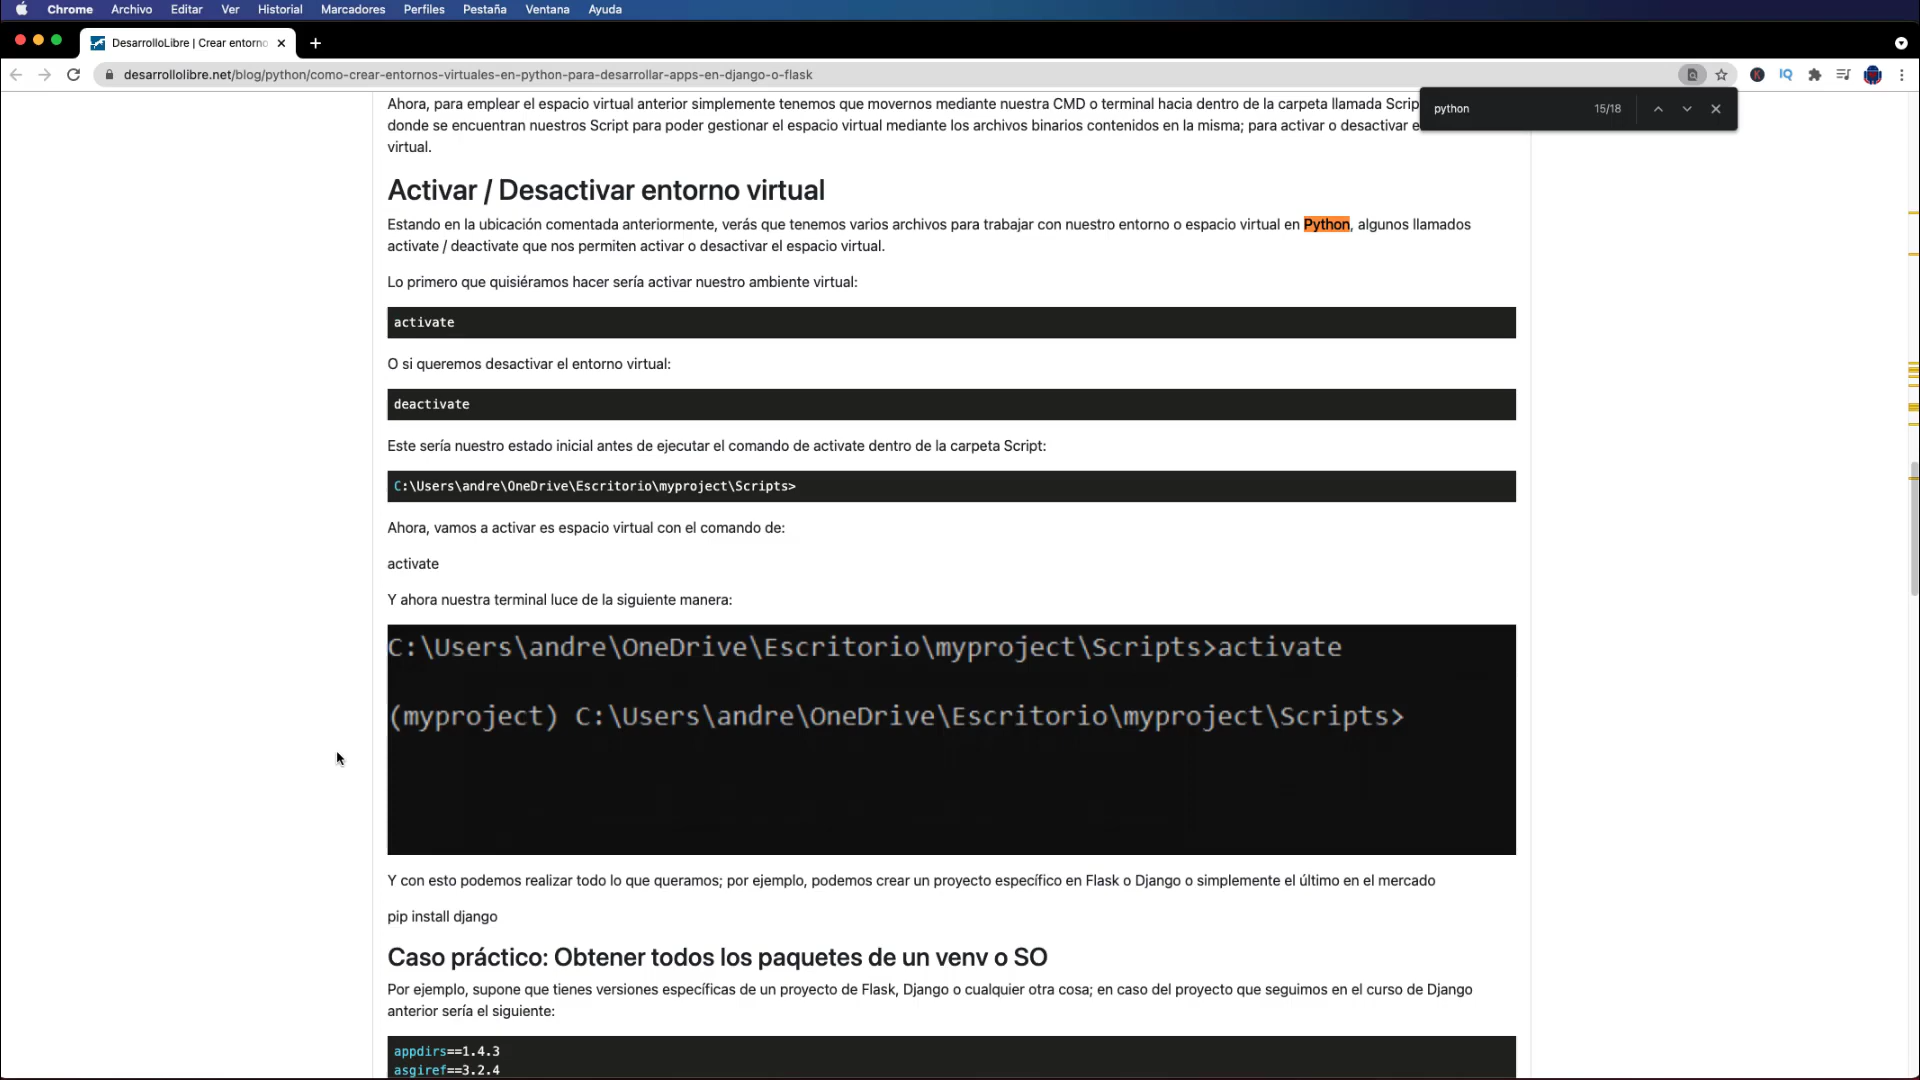 Chrome Archivo Editar Ver Historial Marcadores Perfiles Pestaña Ventana Ayuda
DesarrolloLibre | Crear entorno
desarrollolibre.net/blog/python/como-crear-entornos-virtuales-en-python-para-desarrollar-apps-en-django-o-flask
python 15/18
Ahora, para emplear el espacio virtual anterior simplemente tenemos que movernos mediante nuestra CMD o terminal hacia dentro de la carpeta llamada
donde se encuentran nuestros Script para poder gestionar el espacio virtual mediante los archivos binarios contenidos en la misma; para activar o desactivar
virtual.
Activar / Desactivar entorno virtual
Estando en la ubicación comentada anteriormente, verás que tenemos varios archivos para trabajar con nuestro entorno o espacio virtual en Python, algunos llamados
activate / deactivate que nos permiten activar o desactivar el espacio virtual.
Lo primero que quisiéramos hacer sería activar nuestro ambiente virtual:
activate
O si queremos desactivar el entorno virtual:
deactivate
Este sería nuestro estado inicial antes de ejecutar el comando de activate dentro de la carpeta Script:
C:\Users\andre\OneDrive\Escritorio\myproject\Scripts>
Ahora, vamos a activar es espacio virtual con el comando de:
activate
Y ahora nuestra terminal luce de la siguiente manera:
C:\Users\andre\OneDrive\Escritorio\myproject\Scripts>activate
(myproject) C:\Users\andre\OneDrive\Escritorio\myproject\Scripts>
Y con esto podemos realizar todo lo que queramos; por ejemplo, podemos crear un proyecto específico en Flask o Django o simplemente el último en el mercado
pip install django
Caso práctico: Obtener todos los paquetes de un venv o SO
Por ejemplo, supone que tienes versiones específicas de un proyecto de Flask, Django o cualquier otra cosa; en caso del proyecto que seguimos en el curso de Django
anterior sería el siguiente:
appdirs==1.4.3
asgiref==3.2.4